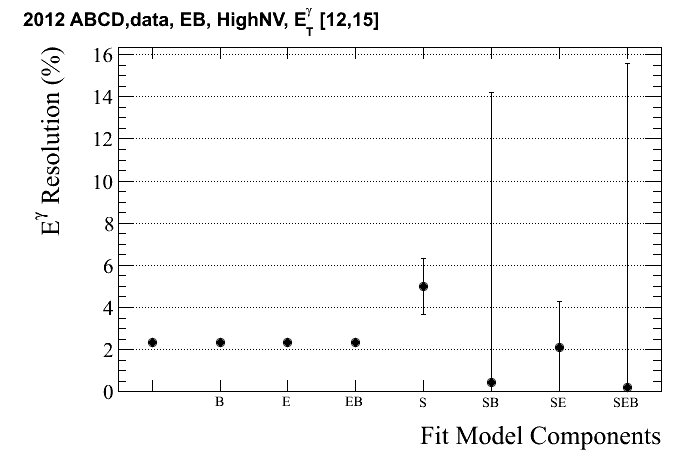 2012 ABCD,data, EB, HighNV, E_T^γ [12,15]
E^γ Resolution (%)
16
14
12
10
8
6
4
2
0
B E EB S SB SE SEB
Fit Model Components